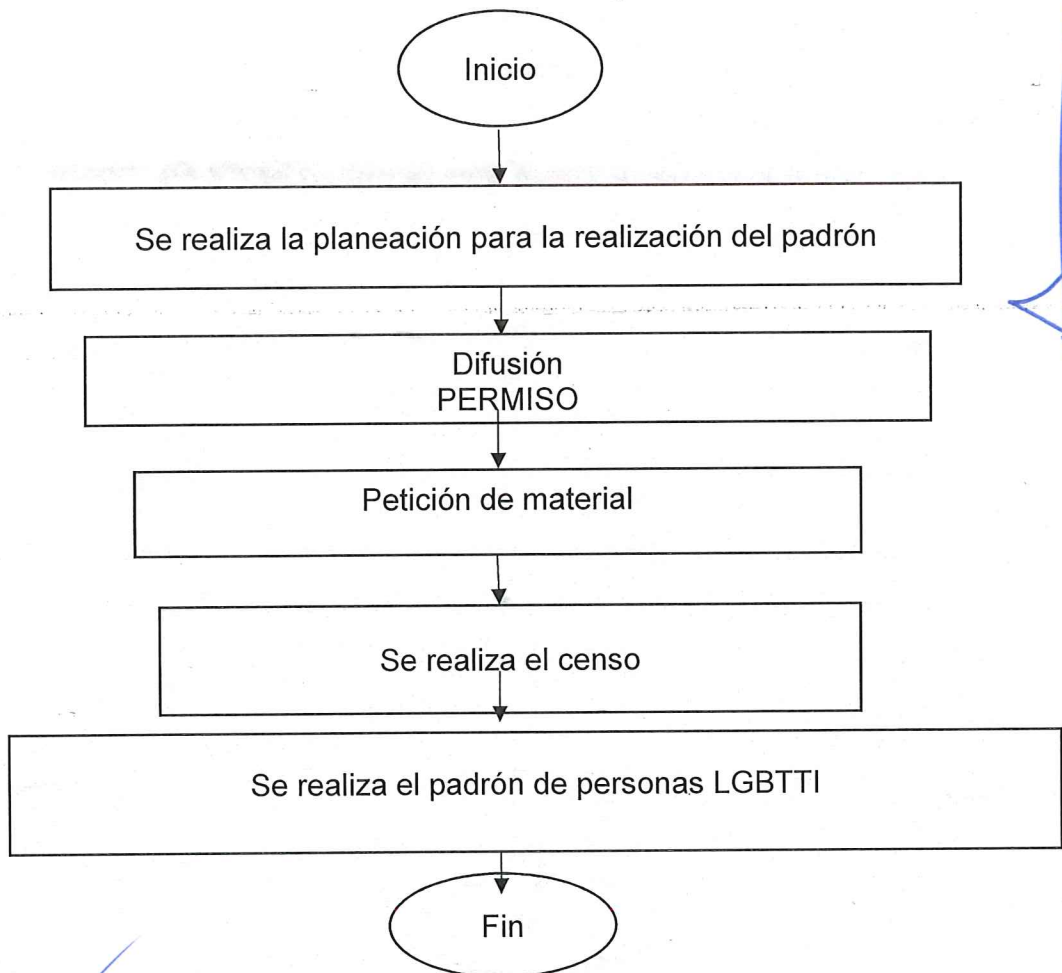 Inicio
Se realiza la planeación para la realización del padrón
Difusión
PERMISO
Petición de material
Se realiza el censo
Se realiza el padrón de personas LGBTTI
Fin